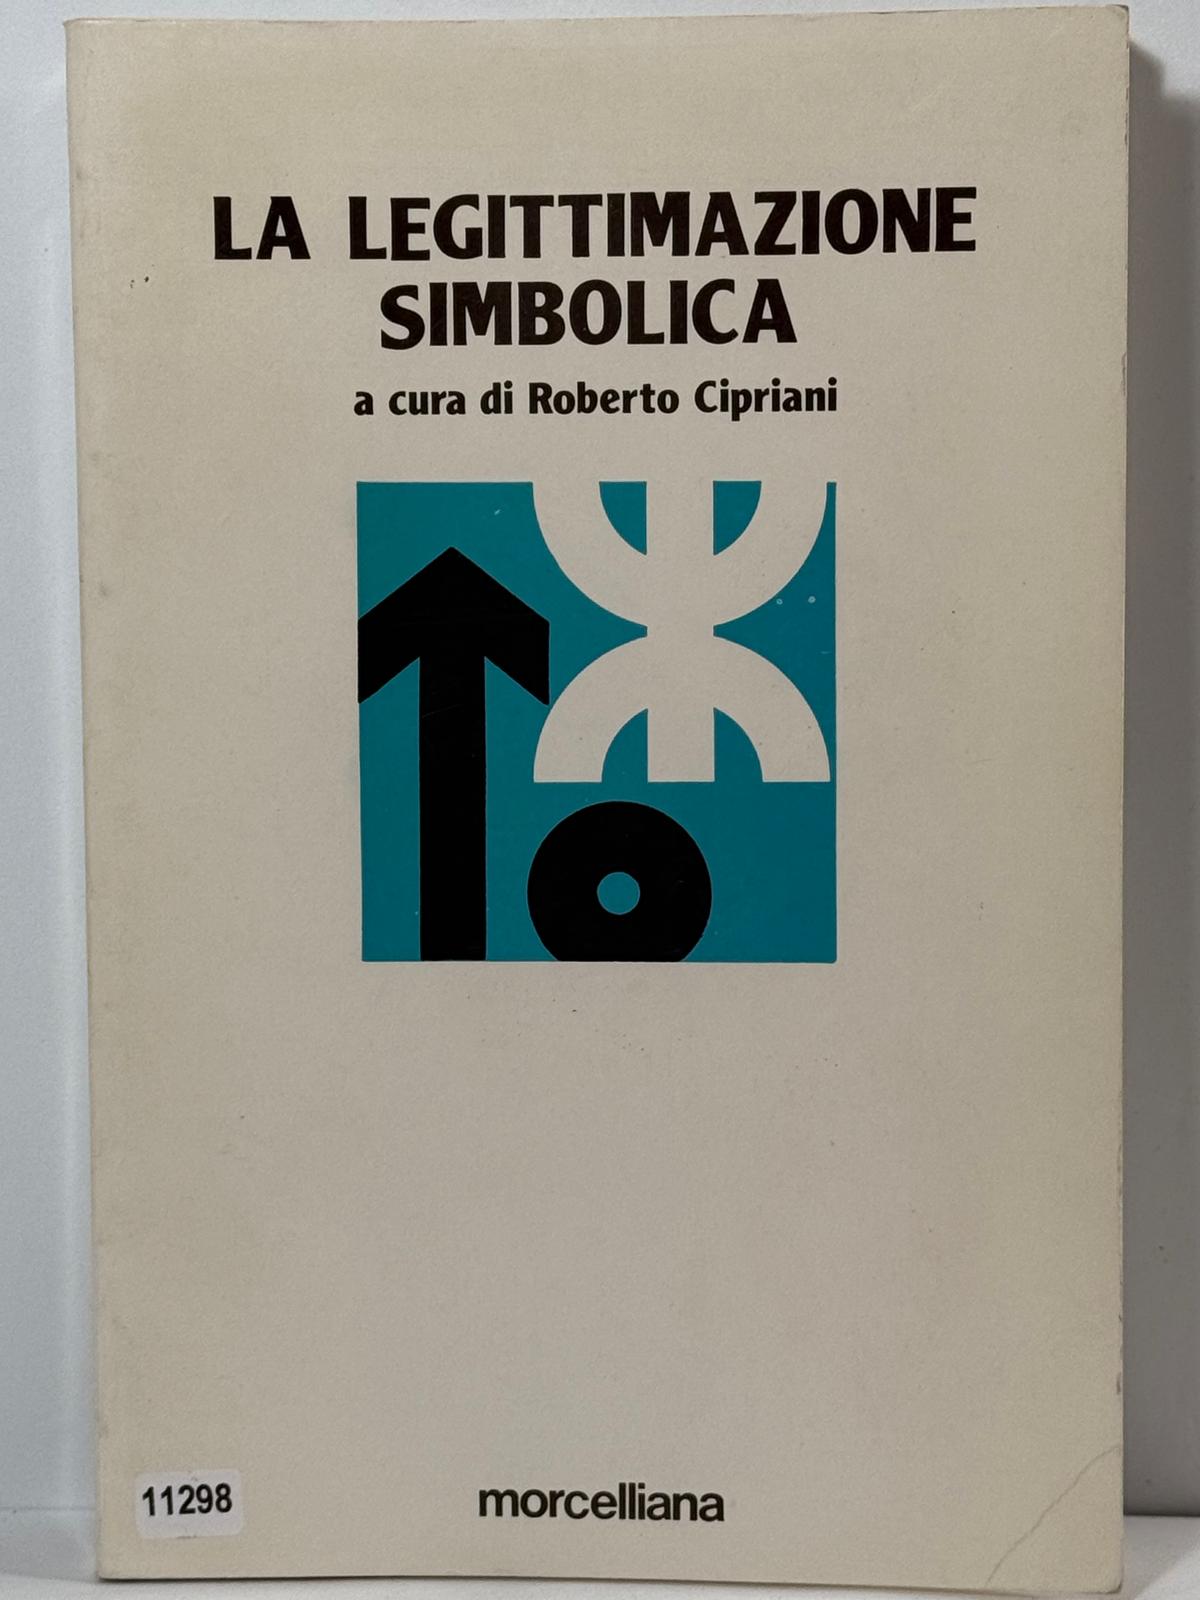 LA LEGITTIMAZIONE
SIMBOLICA
a cura di Roberto Cipriani
11298
morcelliana